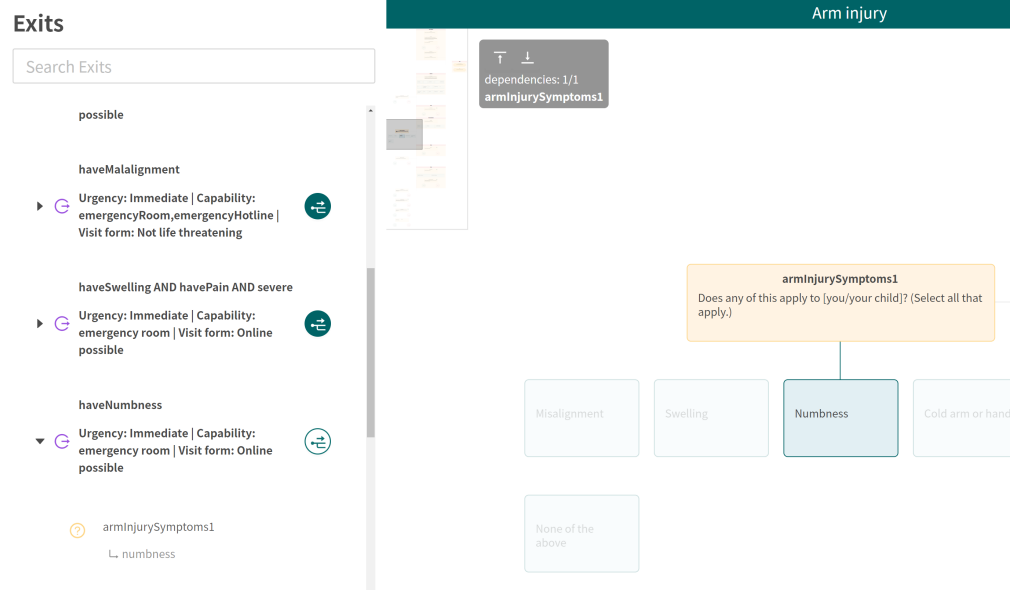 Exits
Search Exits
possible
haveMalalignment
Urgency: Immediate | Capability:
emergencyRoom,emergencyHotline |
Visit form: Not life threatening
haveSwelling AND havePain AND severe
Urgency: Immediate | Capability:
emergency room | Visit form: Online
possible
haveNumbness
Urgency: Immediate | Capability:
emergency room | Visit form: Online
possible
armInjurySymptoms1
numbness
Arm injury
dependencies: 1/1
armInjurySymptoms1
armInjurySymptoms1
Does any of this apply to [you/your child]? (Select all that
apply.)
Misalignment
Swelling
Numbness
Cold arm or hand
None of the
above